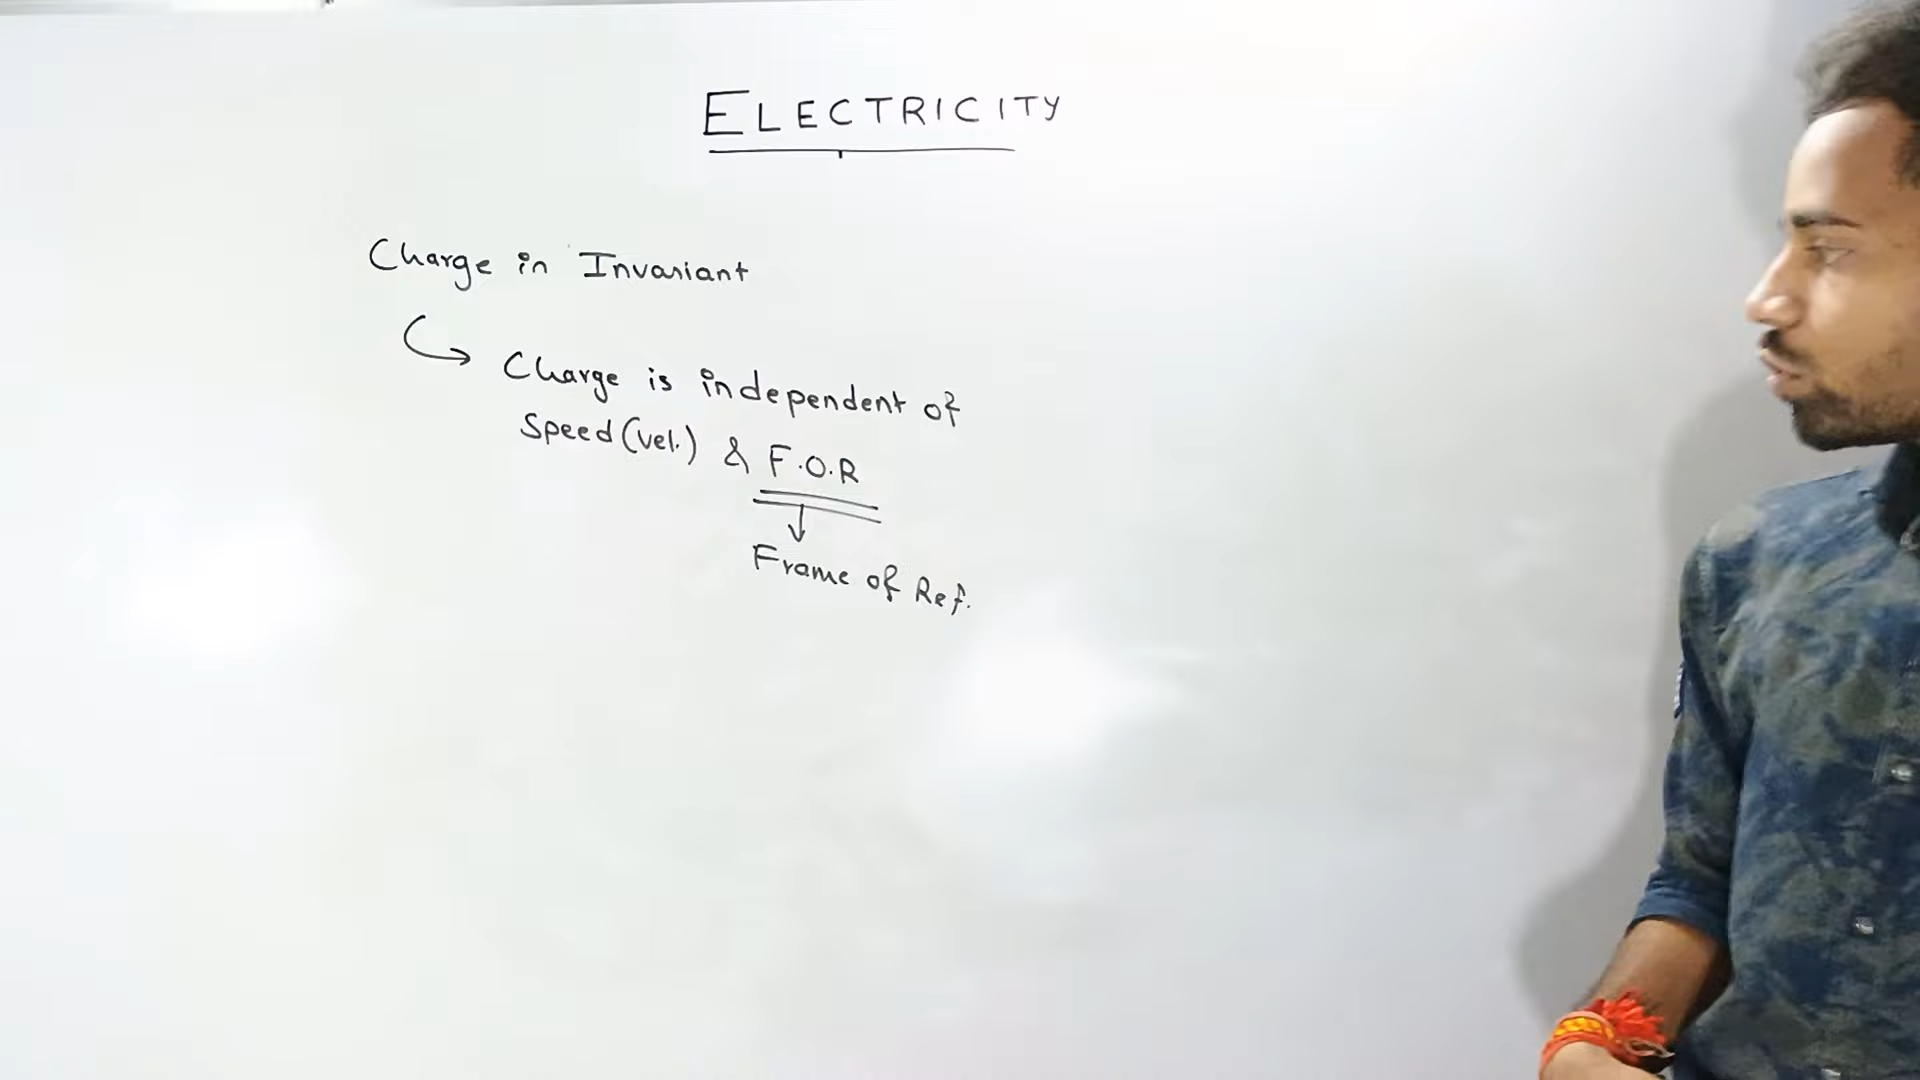 ELECTRICITY
Charge in Invariant
Charge is independent of
Speed (vel.) & F.O.R
Frame of Ref.